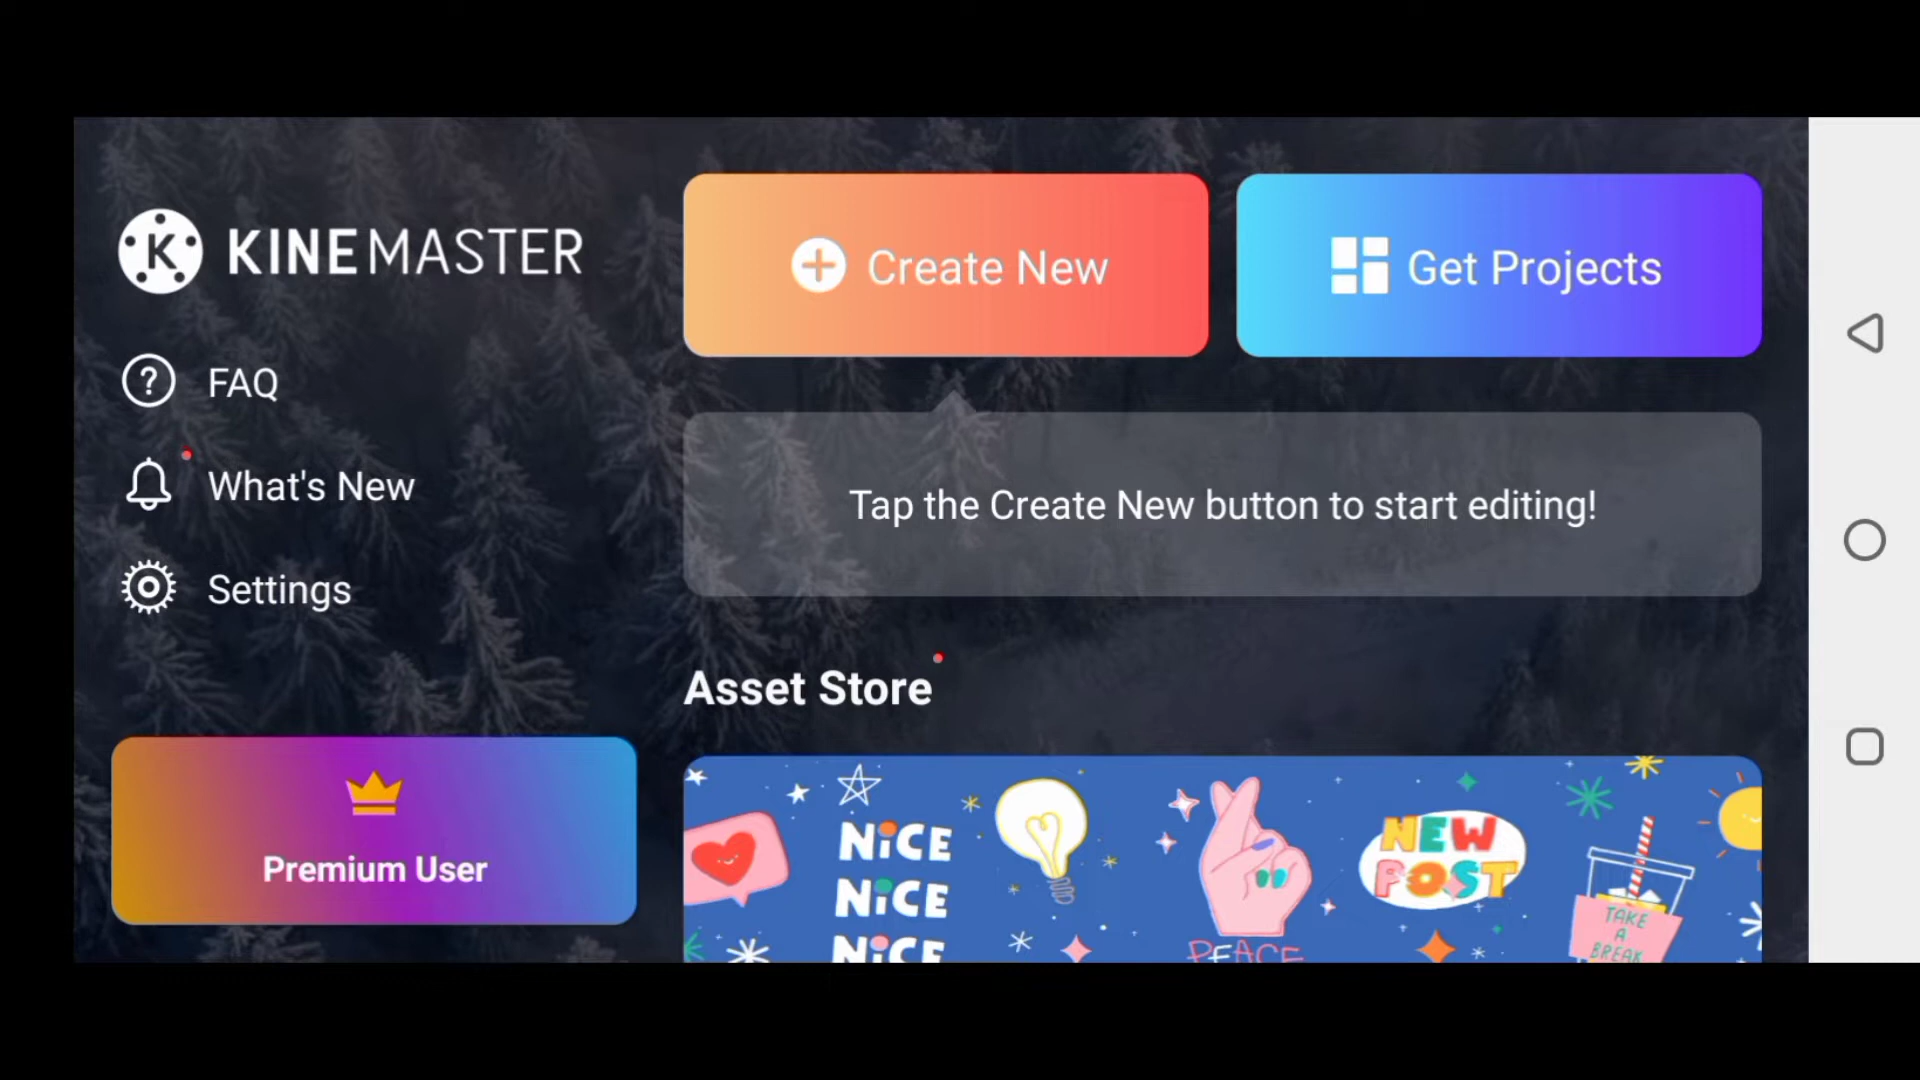 KINEMASTER
FAQ
What's New
Settings
Premium User
Create New
Get Projects
Tap the Create New button to start editing!
Asset Store
NiCE
NiCE
NiCE
PEACE
NEW
POST
TAKE
A
BREAK